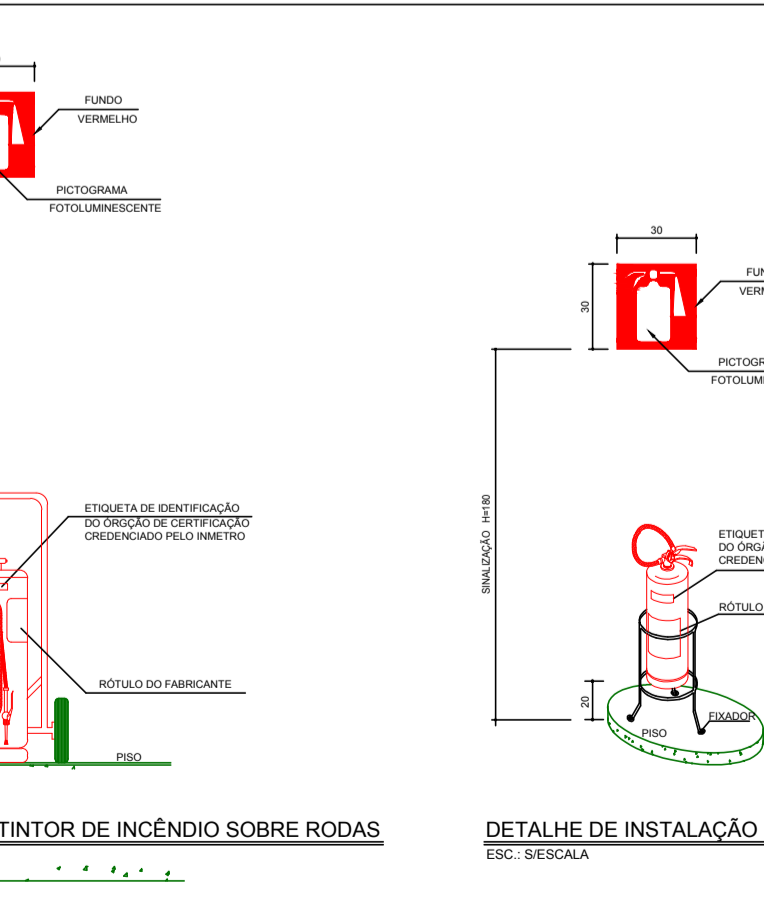 FUNDO
VERMELHO
PICTOGRAMA
FOTOLUMINESCENTE
ETIQUETA DE IDENTIFICAÇÃO
DO ÓRGÇÃO DE CERTIFICAÇÃO
CREDENCIADO PELO INMETRO
RÓTULO DO FABRICANTE
PISO
TINTOR DE INCÊNDIO SOBRE RODAS
30
30
FUN
VERM
PICTOGR
FOTOLUMI
SINALIZAÇÃO H=180
ETIQUET
DO ÓRGÃ
CREDENC
RÓTULO
20
FIXADOR
PISO
DETALHE DE INSTALAÇÃO
ESC.: S/ESCALA